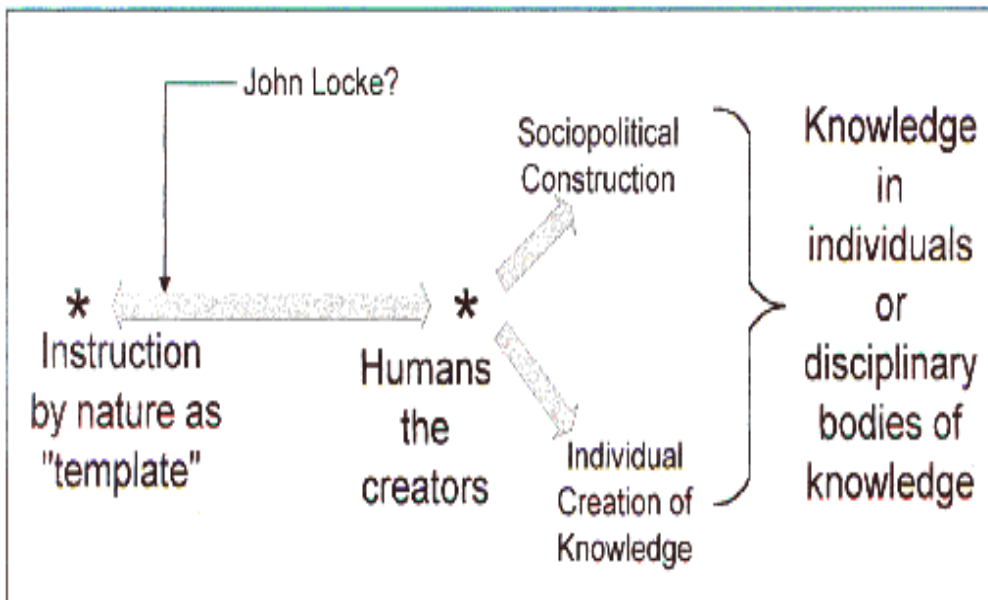 John Locke?
Sociopolitical
Construction
*
Instruction
by nature as
"template"
*
Humans
the
creators
Individual
Creation of
Knowledge
Knowledge
in
individuals
or
disciplinary
bodies of
knowledge